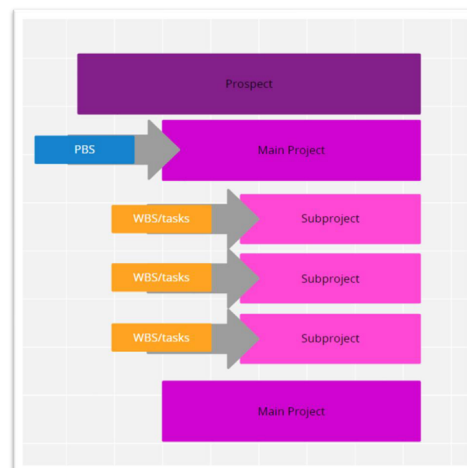 Prospect
PBS
Main Project
WBS/tasks
Subproject
WBS/tasks
Subproject
WBS/tasks
Subproject
Main Project